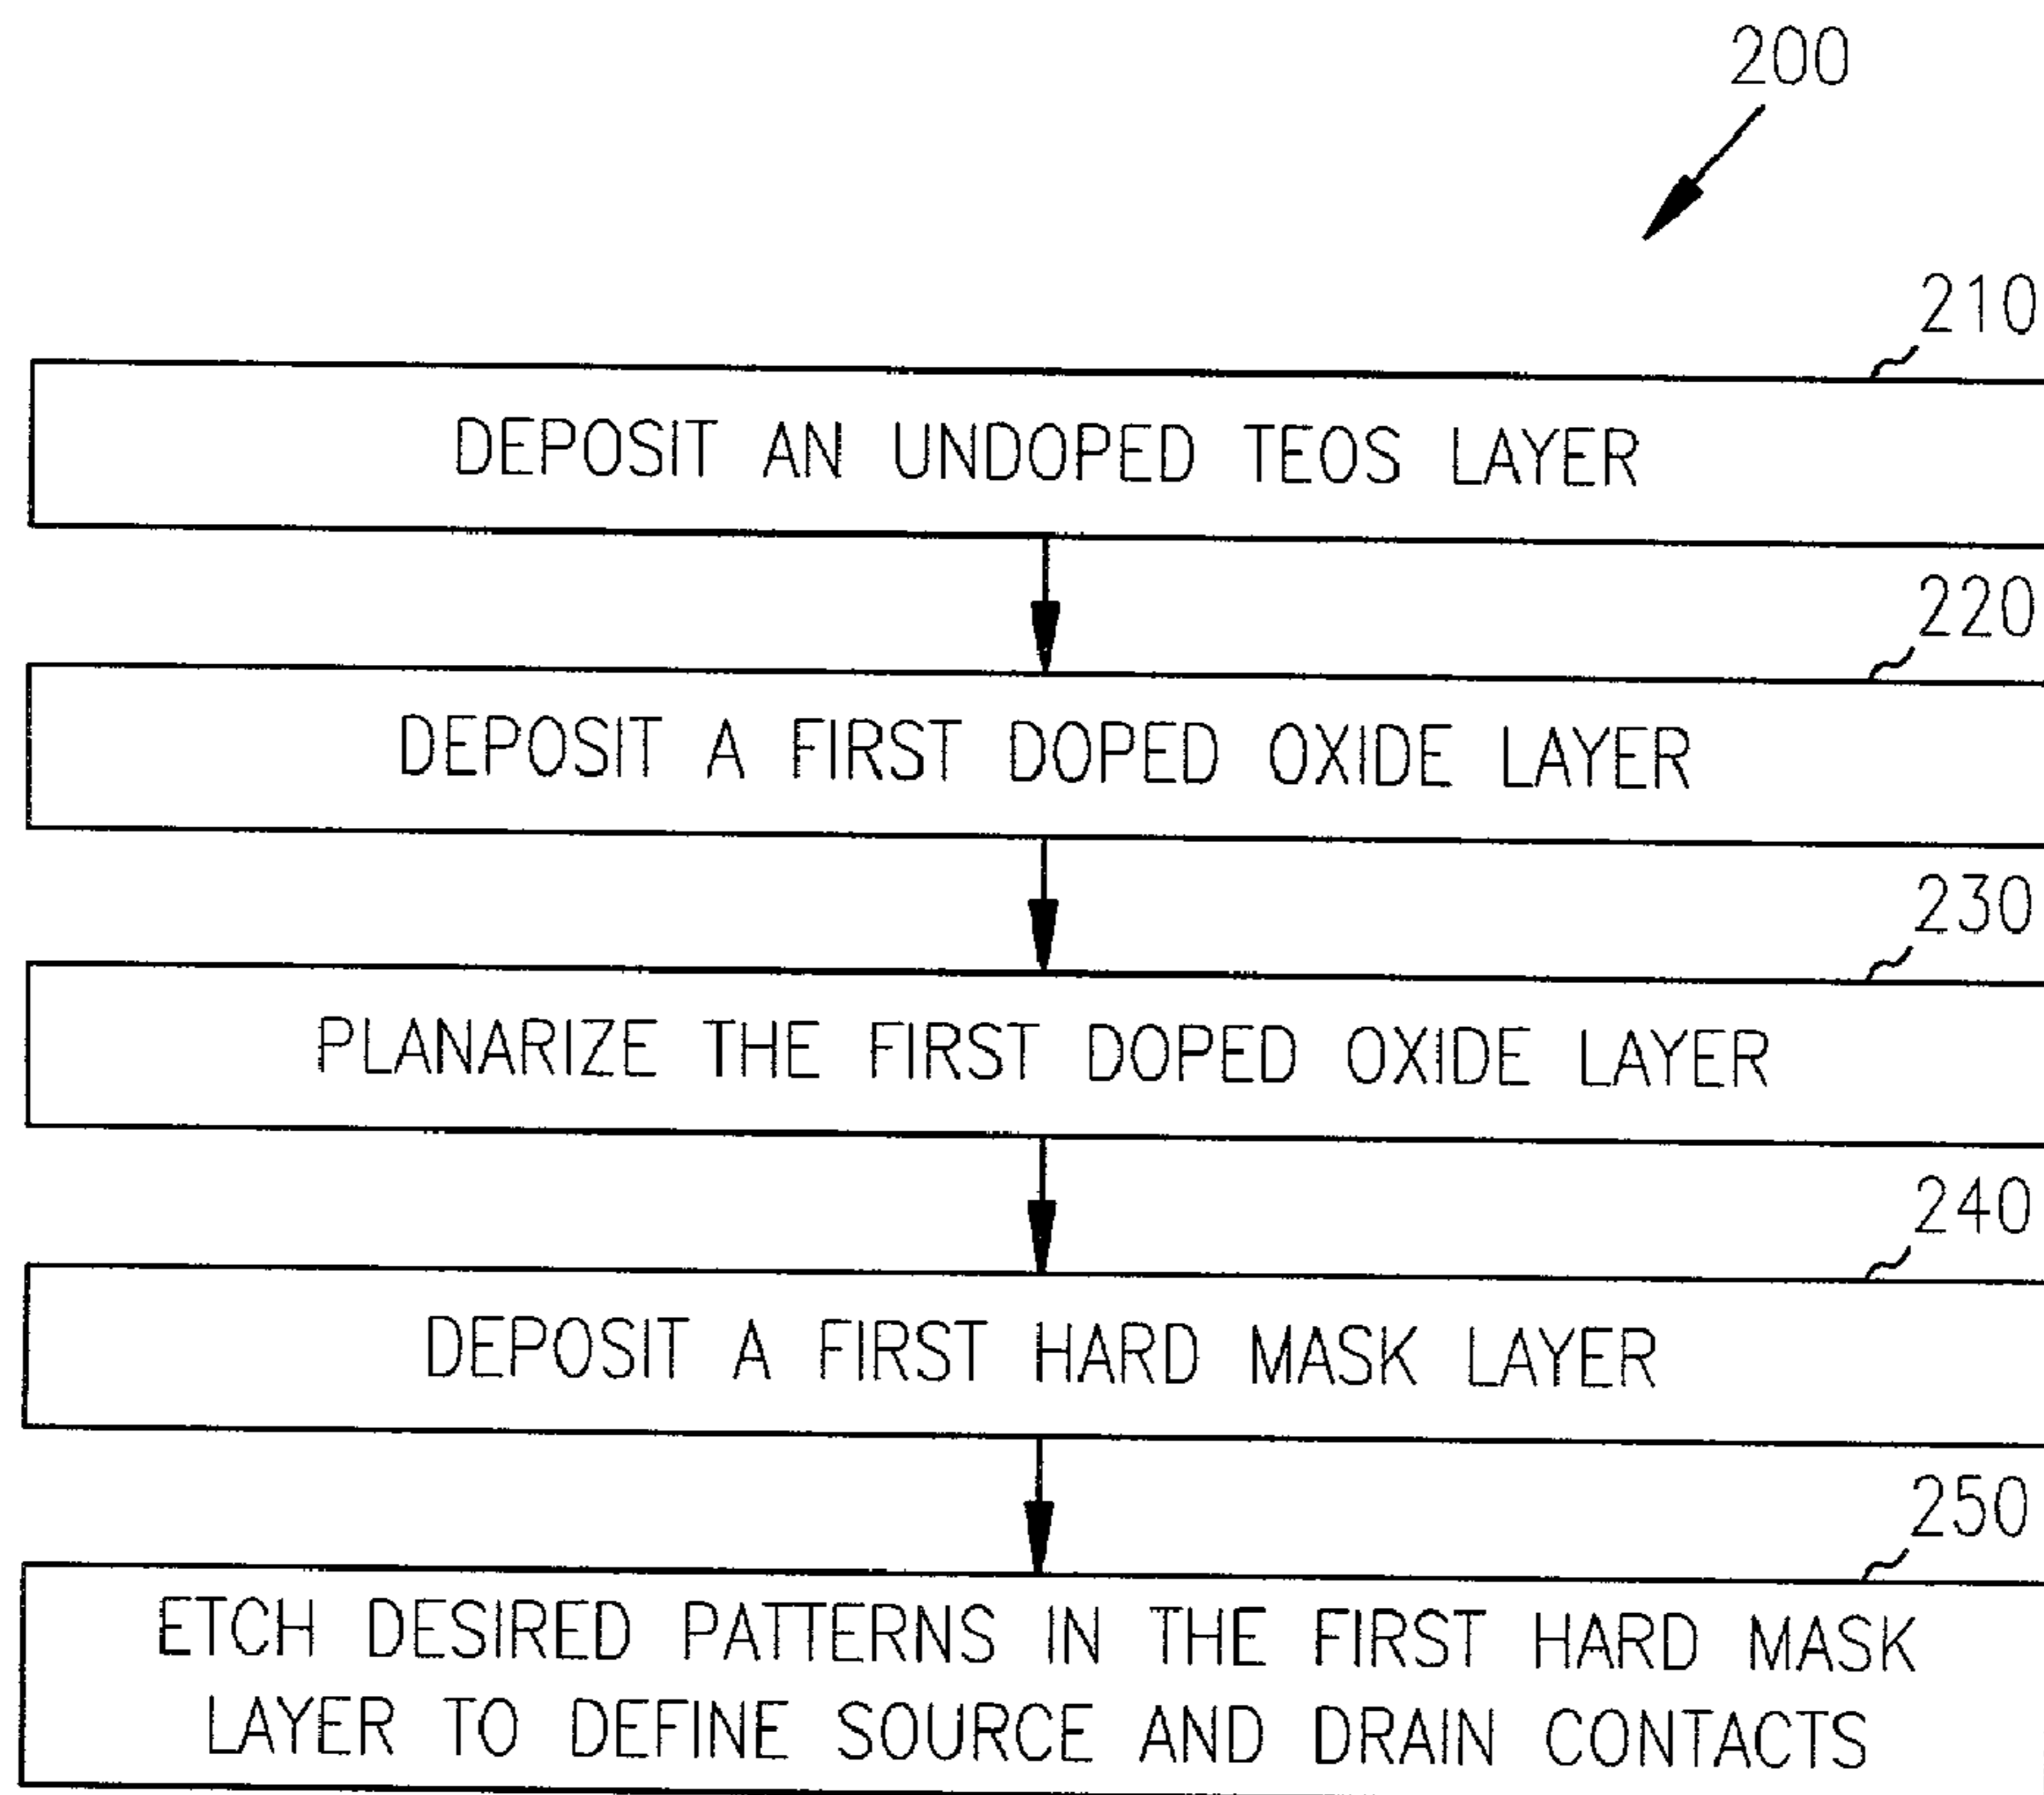 200
210
DEPOSIT AN UNDOPED TEOS LAYER
220
DEPOSIT A FIRST DOPED OXIDE LAYER
230
PLANARIZE THE FIRST DOPED OXIDE LAYER
240
DEPOSIT A FIRST HARD MASK LAYER
250
ETCH DESIRED PATTERNS IN THE FIRST HARD MASK
LAYER TO DEFINE SOURCE AND DRAIN CONTACTS